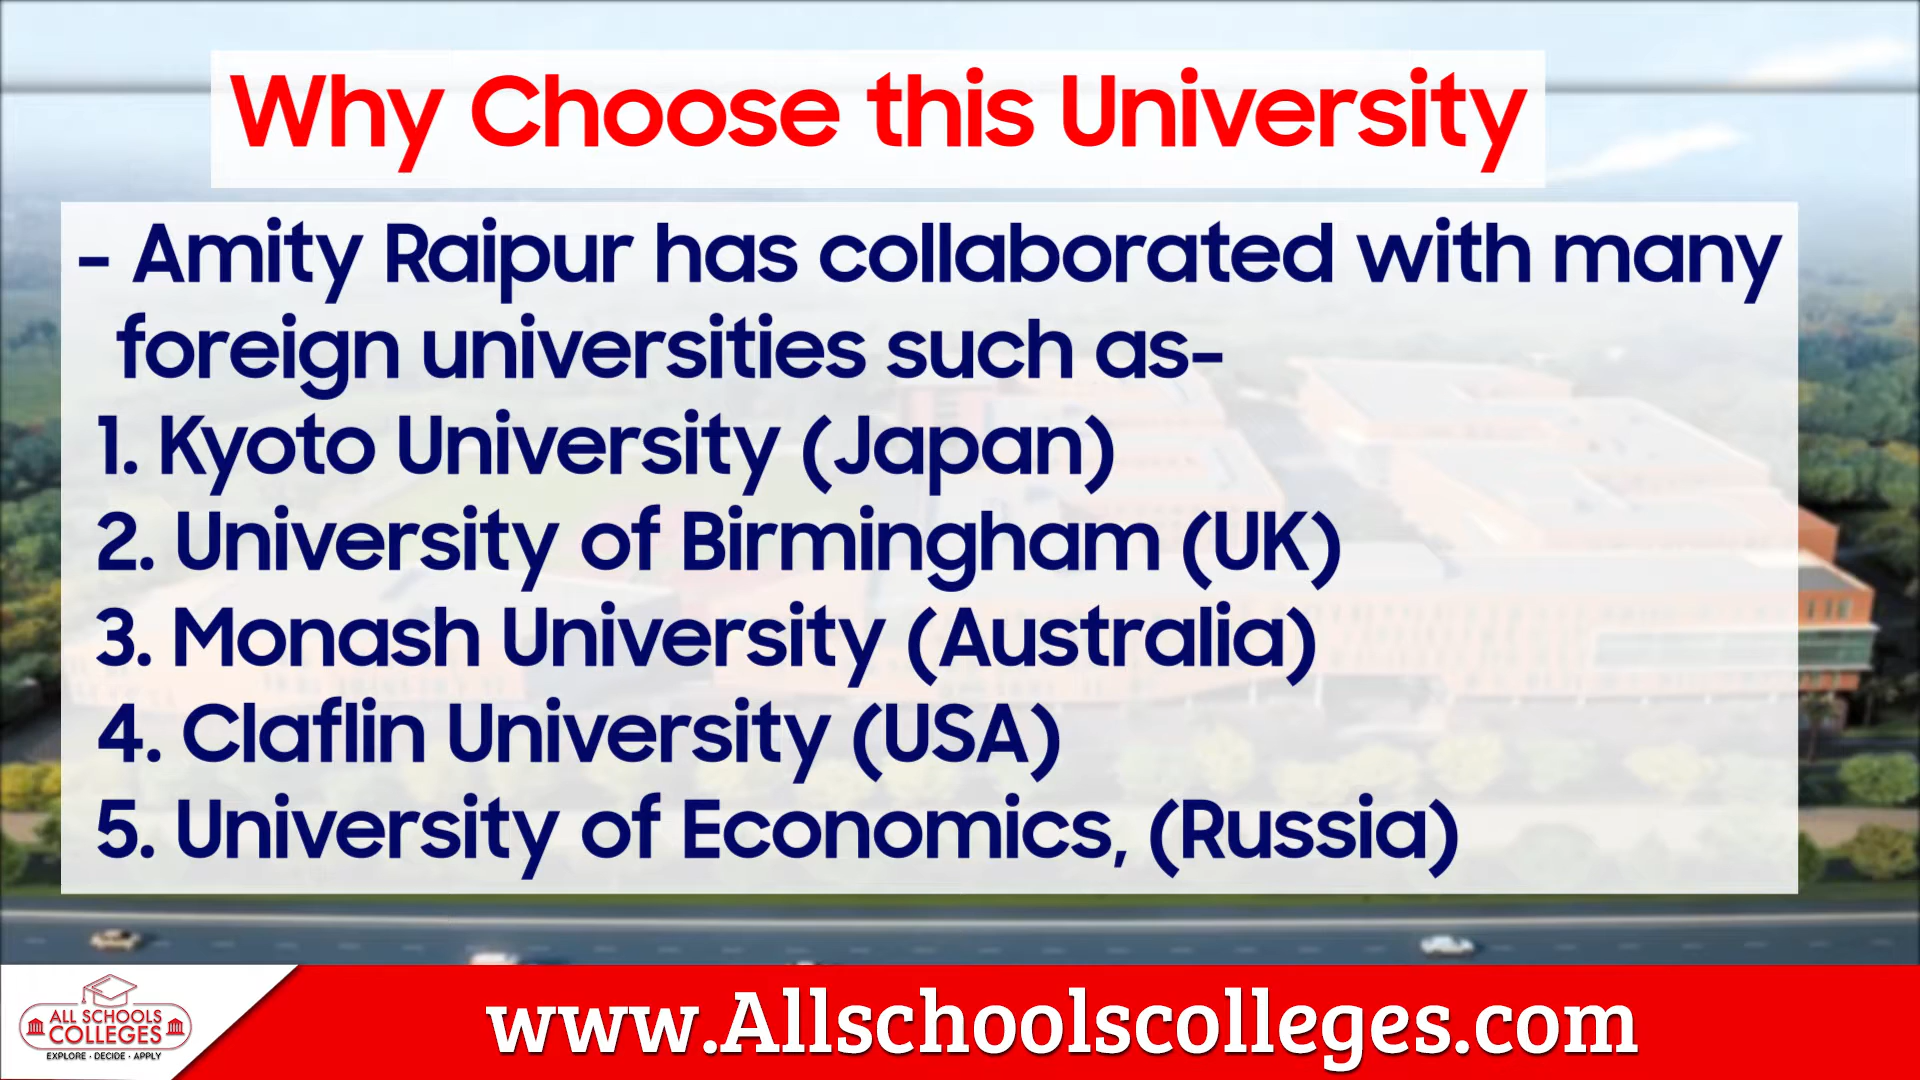 Why Choose this University
- Amity Raipur has collaborated with many
foreign universities such as-
1. Kyoto University (Japan)
2. University of Birmingham (UK)
3. Monash University (Australia)
4. Claflin University (USA)
5. University of Economics, (Russia)
ALL SCHOOLS
COLLEGES
EXPLORE · DECIDE · APPLY
www.Allschoolscolleges.com